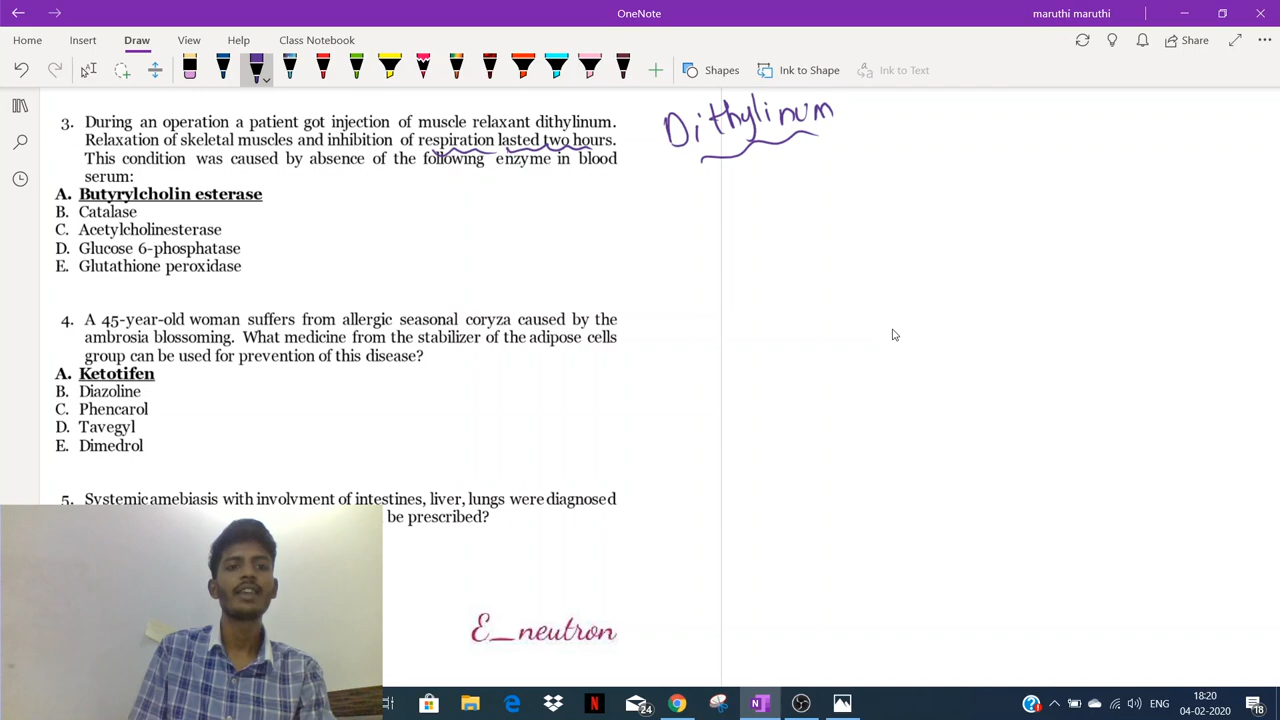 OneNote
maruthi maruthi
Home
Insert
Draw
View
Help
Class Notebook
Share
Shapes
Ink to Shape
Ink to Text
Dithylinum
3. During an operation a patient got injection of muscle relaxant dithylinum.
Relaxation of skeletal muscles and inhibition of respiration lasted two hours.
This condition was caused by absence of the following enzyme in blood
serum:
A. Butyrylcholin esterase
B. Catalase
C. Acetylcholinesterase
D. Glucose 6-phosphatase
E. Glutathione peroxidase
4. A 45-year-old woman suffers from allergic seasonal coryza caused by the
ambrosia blossoming. What medicine from the stabilizer of the adipose cells
group can be used for prevention of this disease?
A. Ketotifen
B. Diazoline
C. Phencarol
D. Tavegyl
E. Dimedrol
5. Systemic amebiasis with involvment of intestines, liver, lungs were diagnosed
be prescribed?
E_neutron
24
ENG
18:20
04-02-2020
18